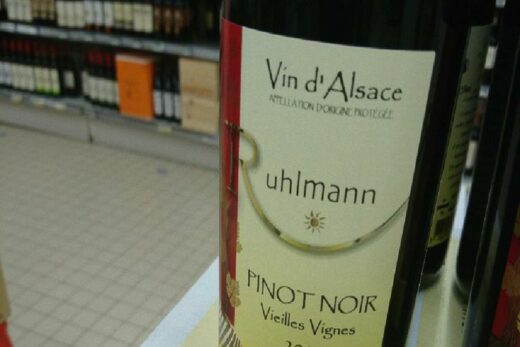 Vin d'Alsace
APPELLATION D'ORIGINE PROTÉGÉE
Ruhlmann
PINOT NOIR
Vieilles Vignes